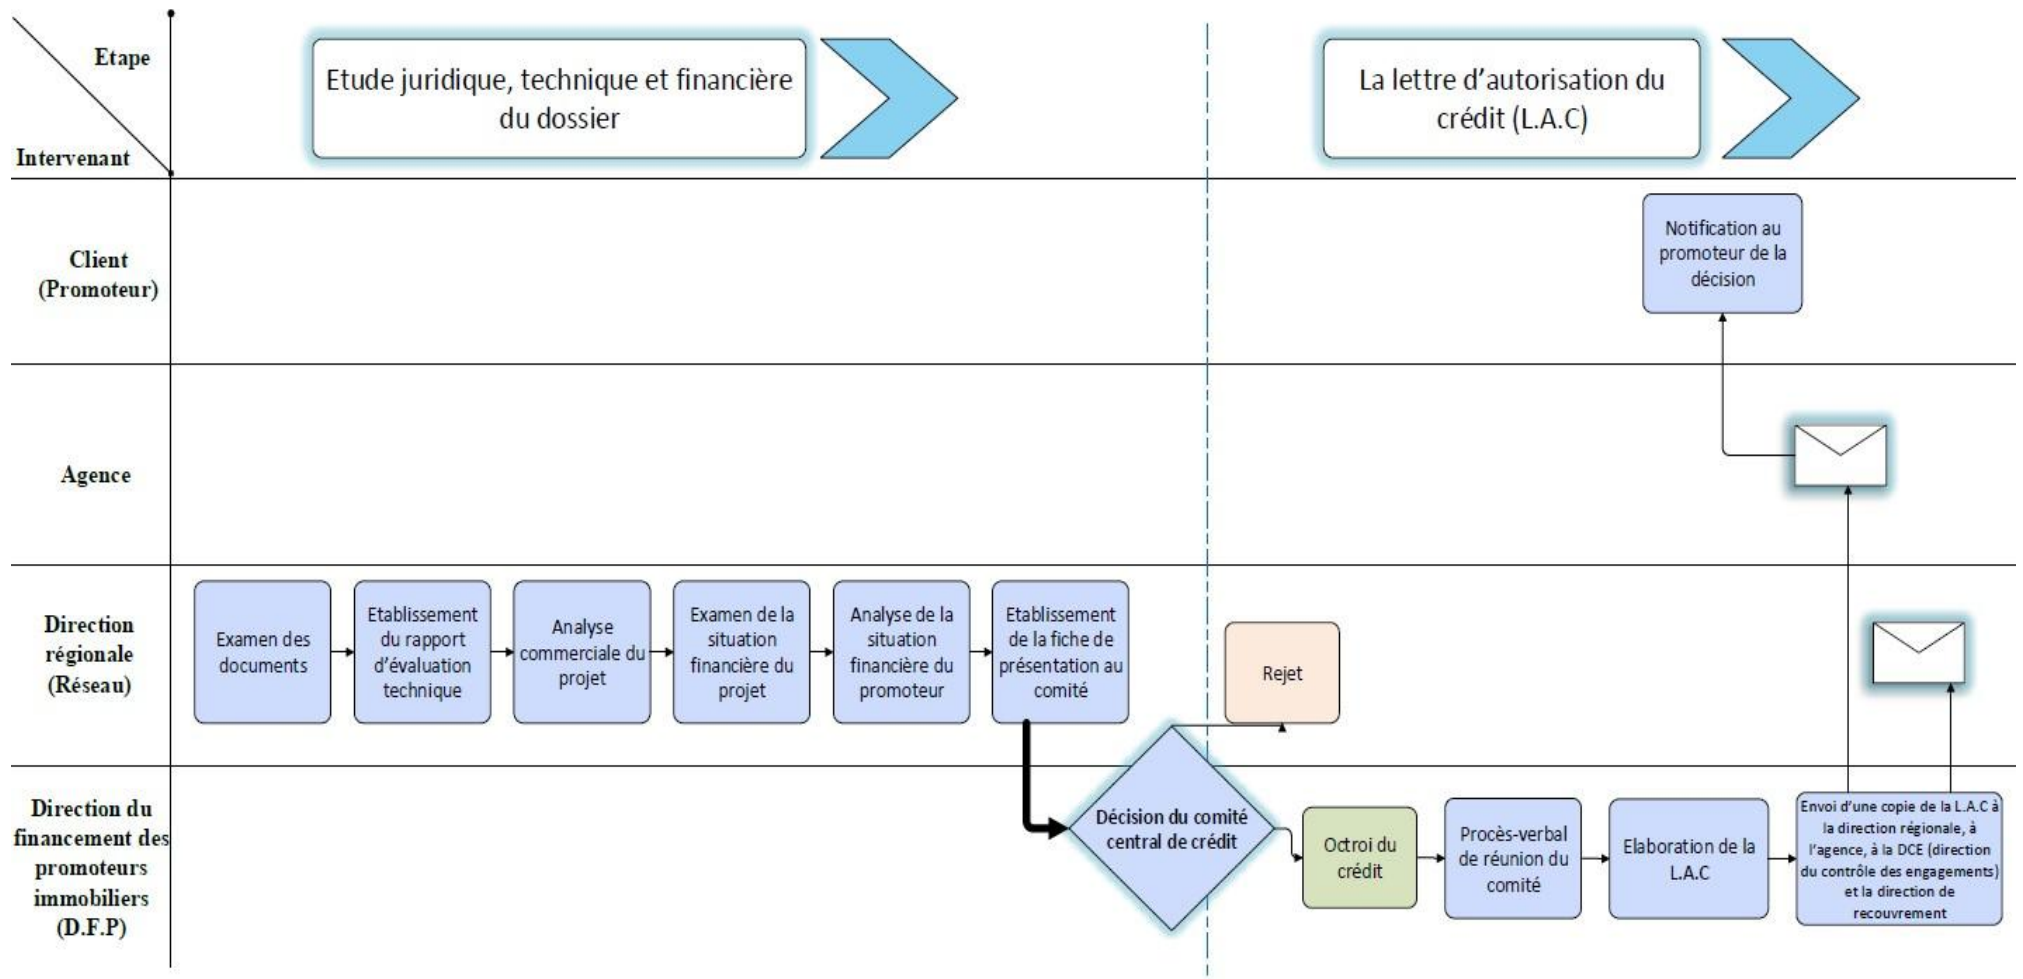 Etape
Intervenant
Etude juridique, technique et financière
du dossier
La lettre d’autorisation du
crédit (L.A.C)
Client
(Promoteur)
Notification au
promoteur de la
décision
Agence
Direction
régionale
(Réseau)
Examen des
documents
Etablissement
du rapport
d’évaluation
technique
Analyse
commerciale du
projet
Examen de la
situation
financière du
projet
Analyse de la
situation
financière du
promoteur
Etablissement
de la fiche de
présentation au
comité
Rejet
Direction du
financement des
promoteurs
immobiliers
(D.F.P)
Décision du comité
central de crédit
Octroi du
crédit
Procès-verbal
de réunion du
comité
Elaboration de la
L.A.C
Envoi d’une copie de la L.A.C à
la direction régionale, à
l’agence, à la DCE (direction
du contrôle des engagements)
et la direction de
recouvrement